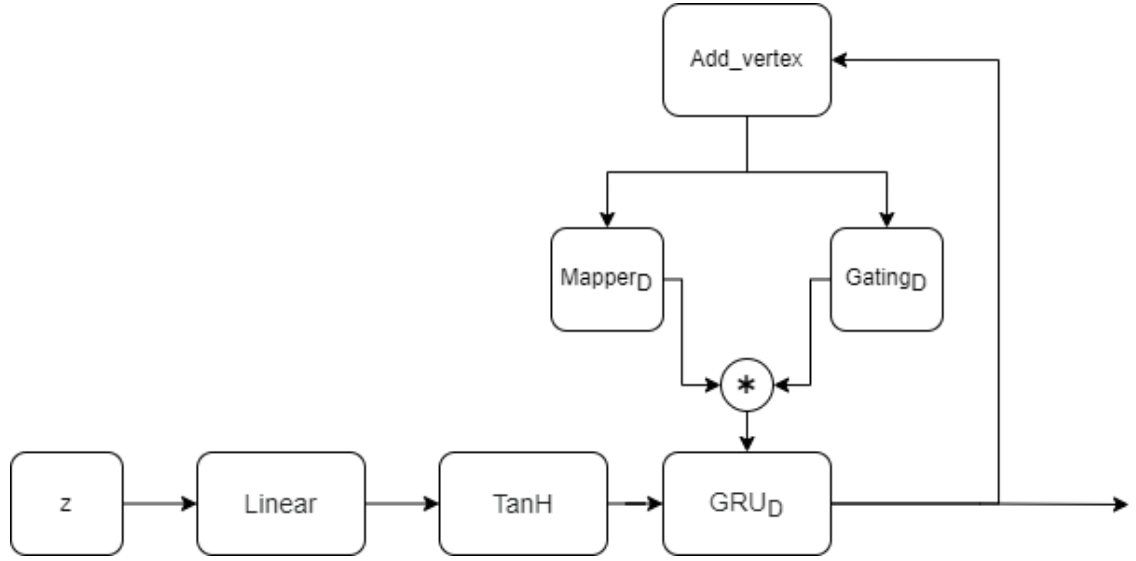 Add_vertex
MapperD
GatingD
*
z
Linear
TanH
GRUD